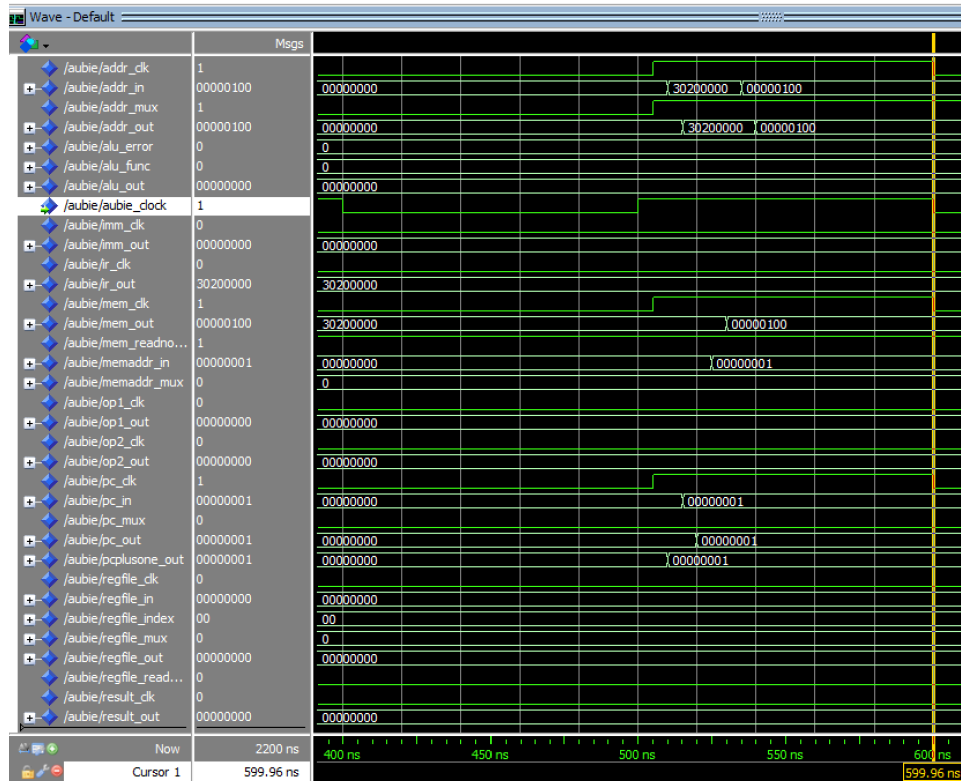 Wave - Default
Msgs
/aubie/addr_clk 1
/aubie/addr_in 00000100 00000000 30200000 00000100
/aubie/addr_mux 1
/aubie/addr_out 00000100 00000000 30200000 00000100
/aubie/alu_error 0 0
/aubie/alu_func 0 0
/aubie/alu_out 00000000 00000000
/aubie/aubie_clock 1
/aubie/imm_clk 0
/aubie/imm_out 00000000 00000000
/aubie/ir_clk 0
/aubie/ir_out 30200000 30200000
/aubie/mem_clk 1
/aubie/mem_out 00000100 30200000 00000100
/aubie/mem_readno... 1
/aubie/memaddr_in 00000001 00000000 00000001
/aubie/memaddr_mux 0 0
/aubie/op1_clk 0
/aubie/op1_out 00000000 00000000
/aubie/op2_clk 0
/aubie/op2_out 00000000 00000000
/aubie/pc_clk 1
/aubie/pc_in 00000001 00000000 00000001
/aubie/pc_mux 0
/aubie/pc_out 00000001 00000000 00000001
/aubie/pcplusone_out 00000001 00000000 00000001
/aubie/regfile_clk 0
/aubie/regfile_in 00000000 00000000
/aubie/regfile_index 00 00
/aubie/regfile_mux 0 0
/aubie/regfile_out 00000000 00000000
/aubie/regfile_read... 0
/aubie/result_clk 0
/aubie/result_out 00000000 00000000
Now 2200 ns 400 ns 450 ns 500 ns 550 ns 600 ns
Cursor 1 599.96 ns 599.96 ns